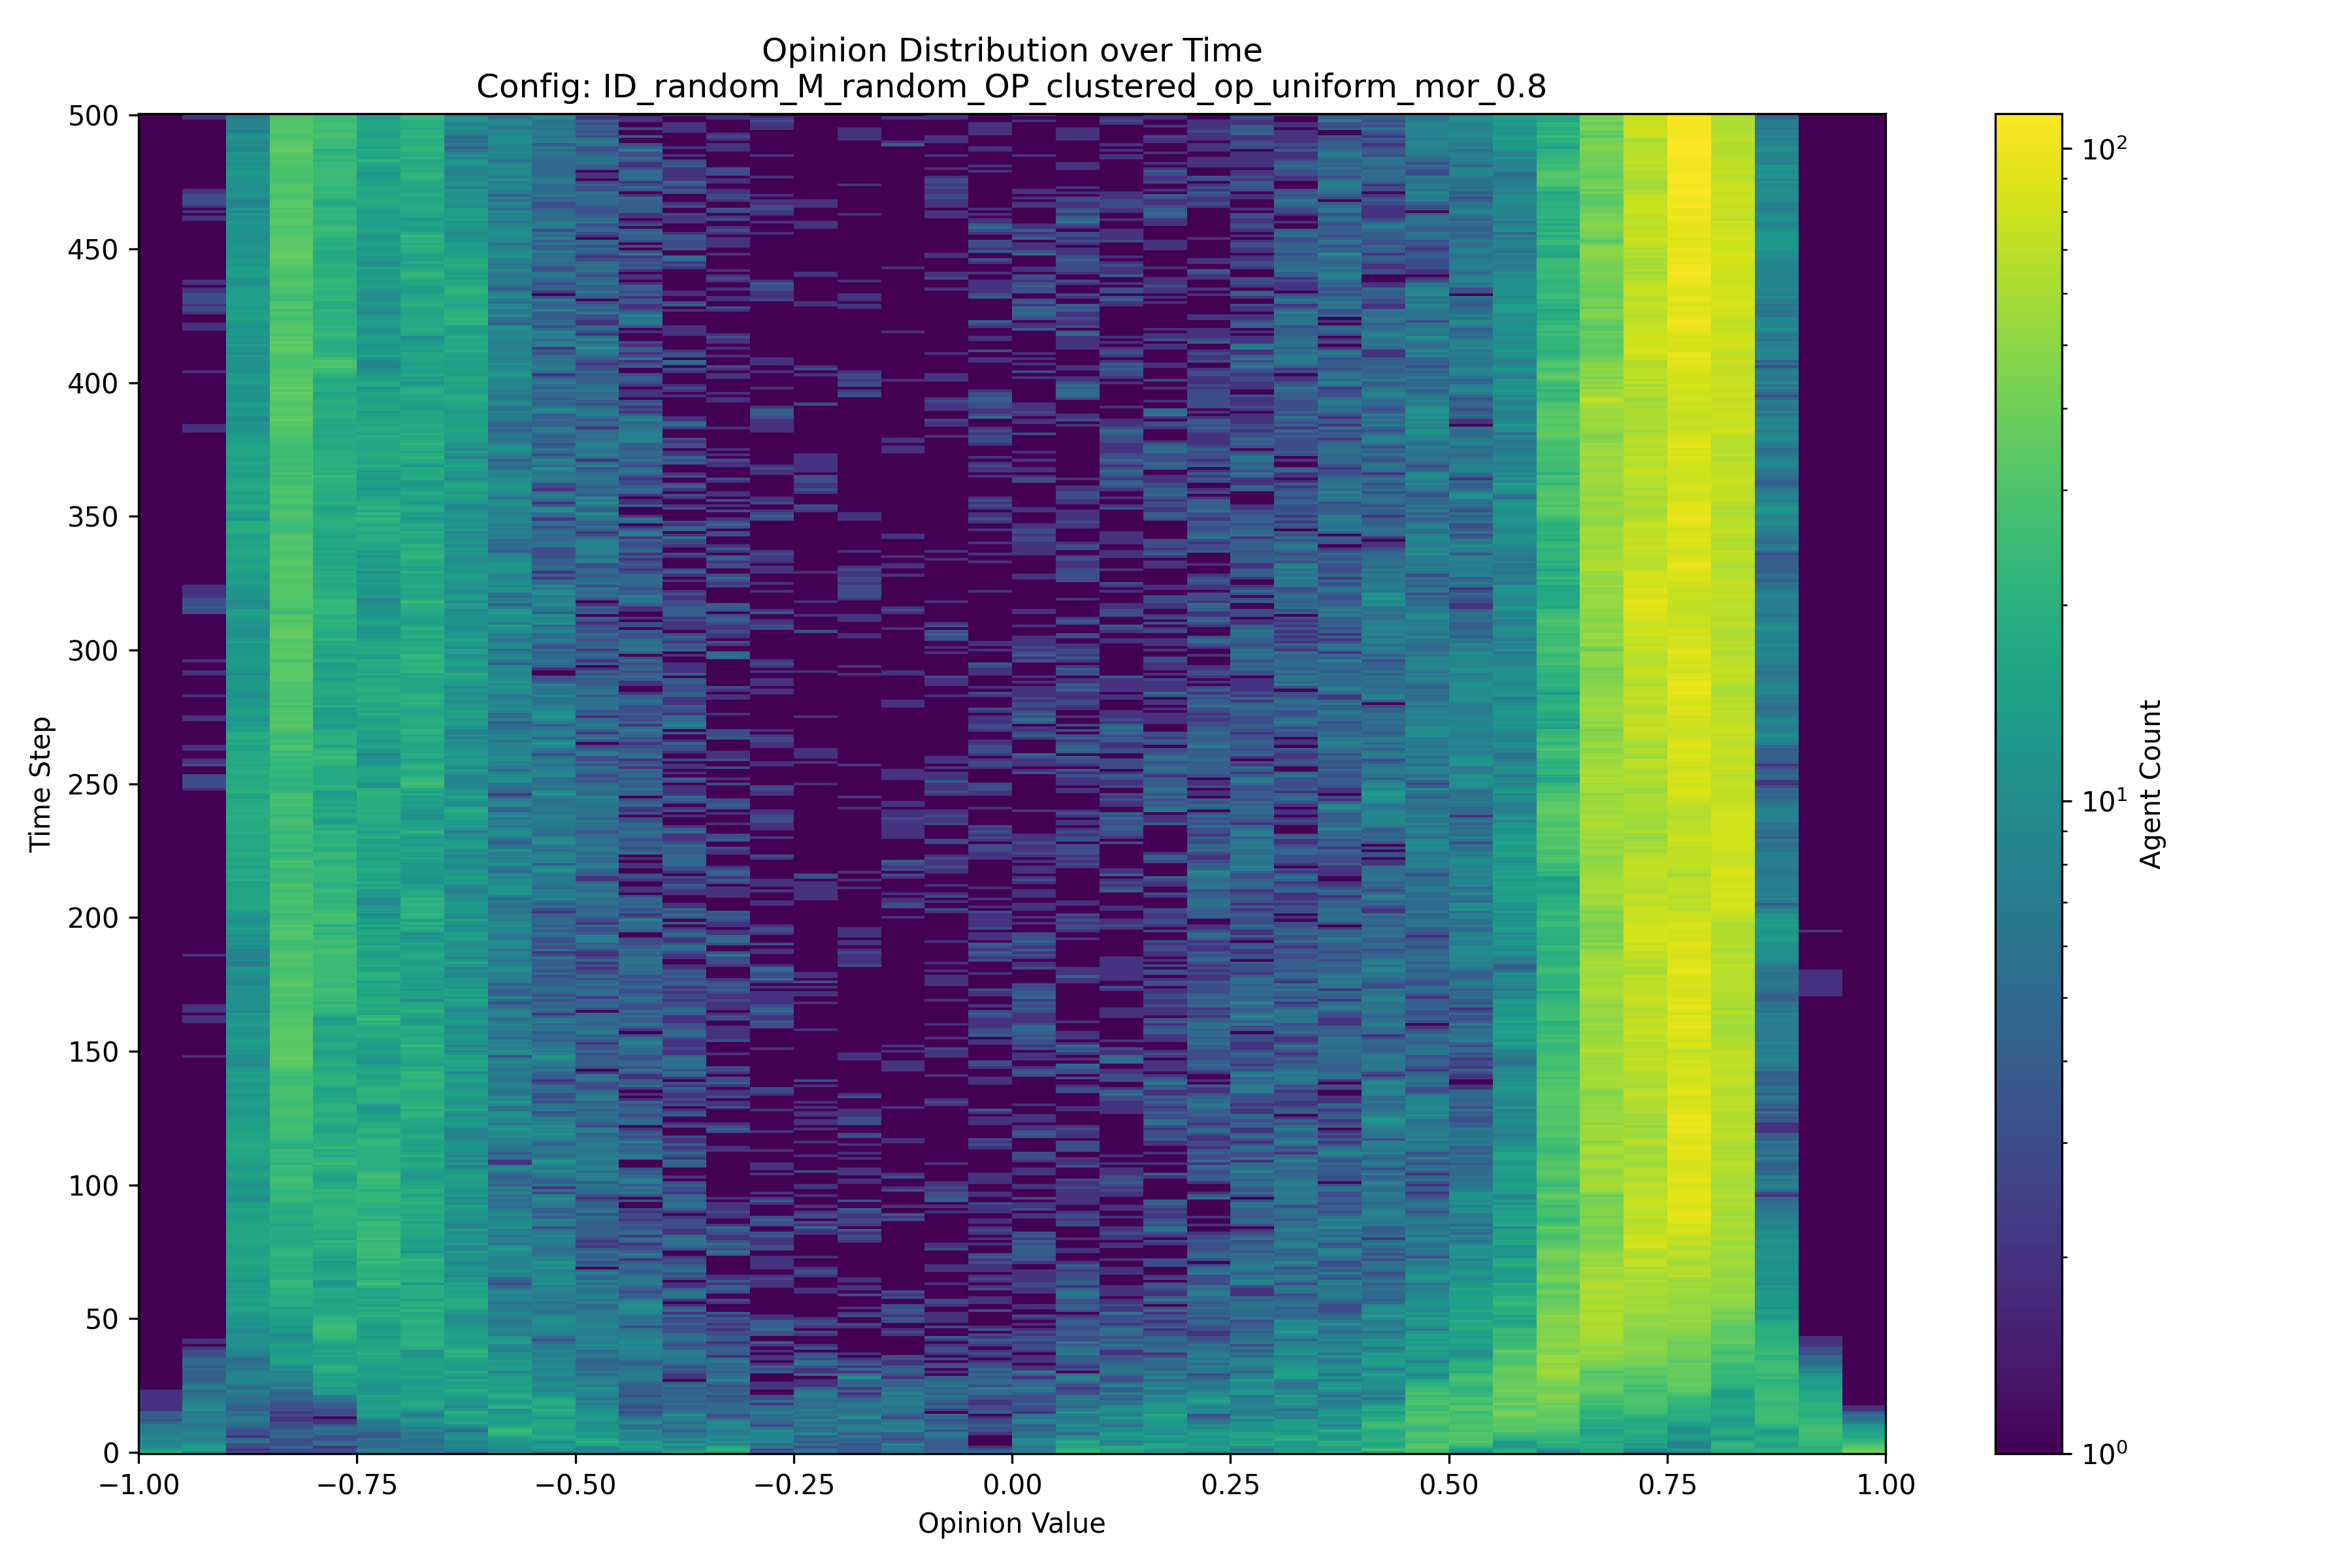 Opinion Distribution over Time
Config: ID_random_M_random_OP_clustered_op_uniform_mor_0.8
500
450
400
350
300
250
200
150
100
50
0
Time Step
−1.00 −0.75 −0.50 −0.25 0.00 0.25 0.50 0.75 1.00
Opinion Value
10²
10¹
10⁰
Agent Count